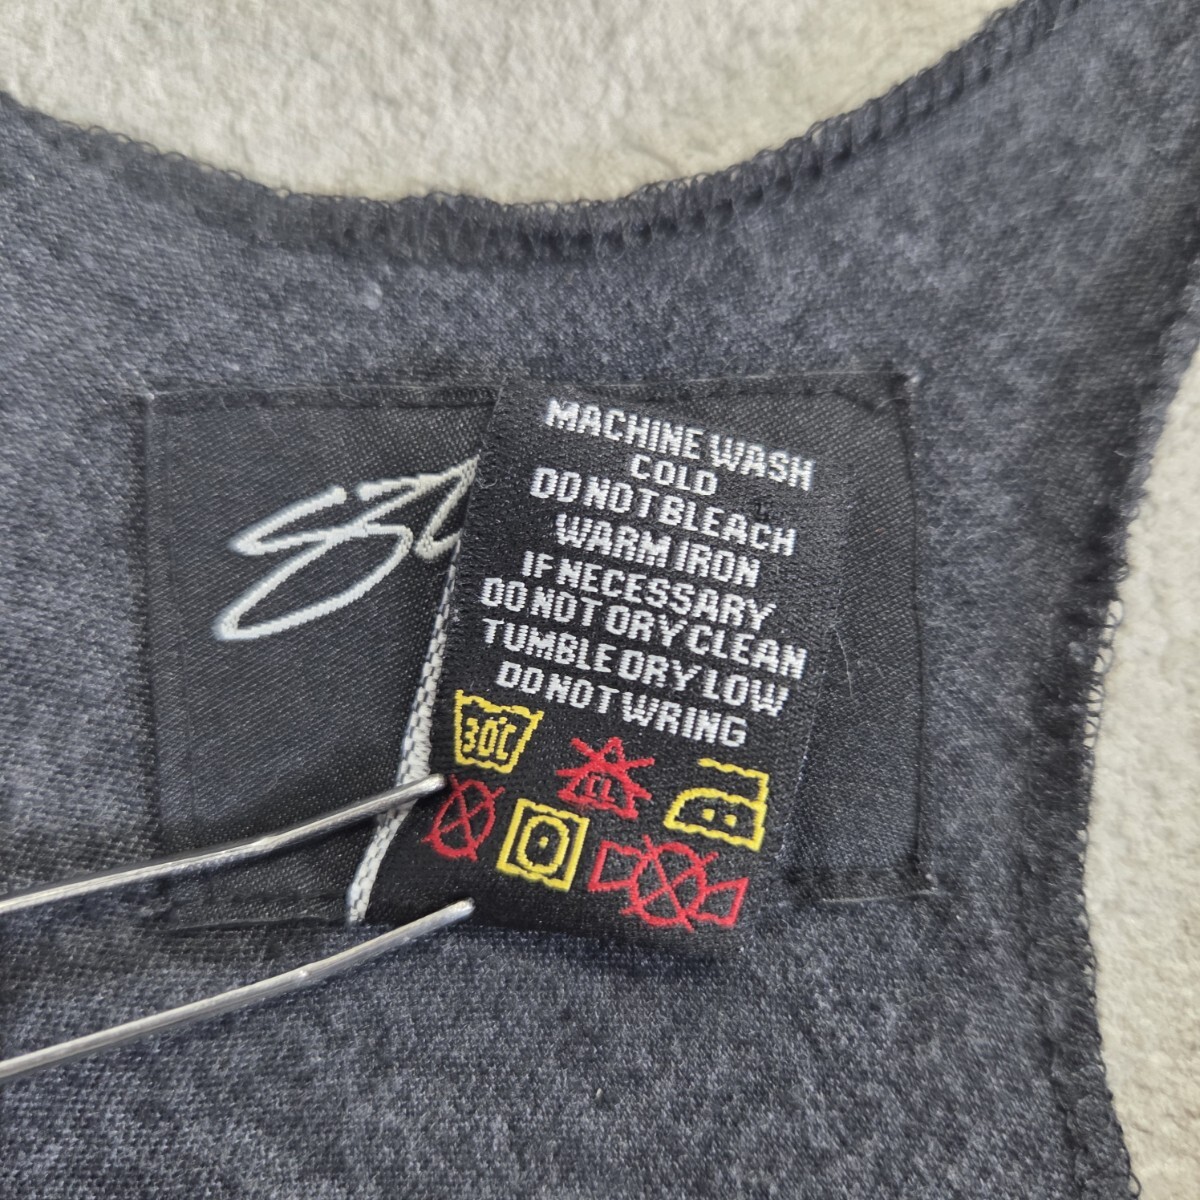 MACHINE WASH
COLD
DO NOT BLEACH
WARM IRON
IF NECESSARY
DO NOT DRY CLEAN
TUMBLE DRY LOW
DO NOT WRING
30C